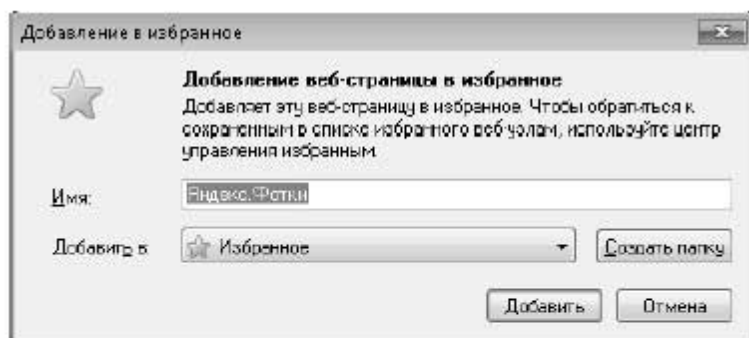 Добавление в избранное
Добавление веб-страницы в избранное
Добавляет эту веб-страницу в избранное. Чтобы обратиться к
сохраненным в списке избранного веб-узлам, используйте центр
управления избранным.
Имя:
Яндекс.Фотки
Добавить в
Избранное
Создать папку
Добавить
Отмена